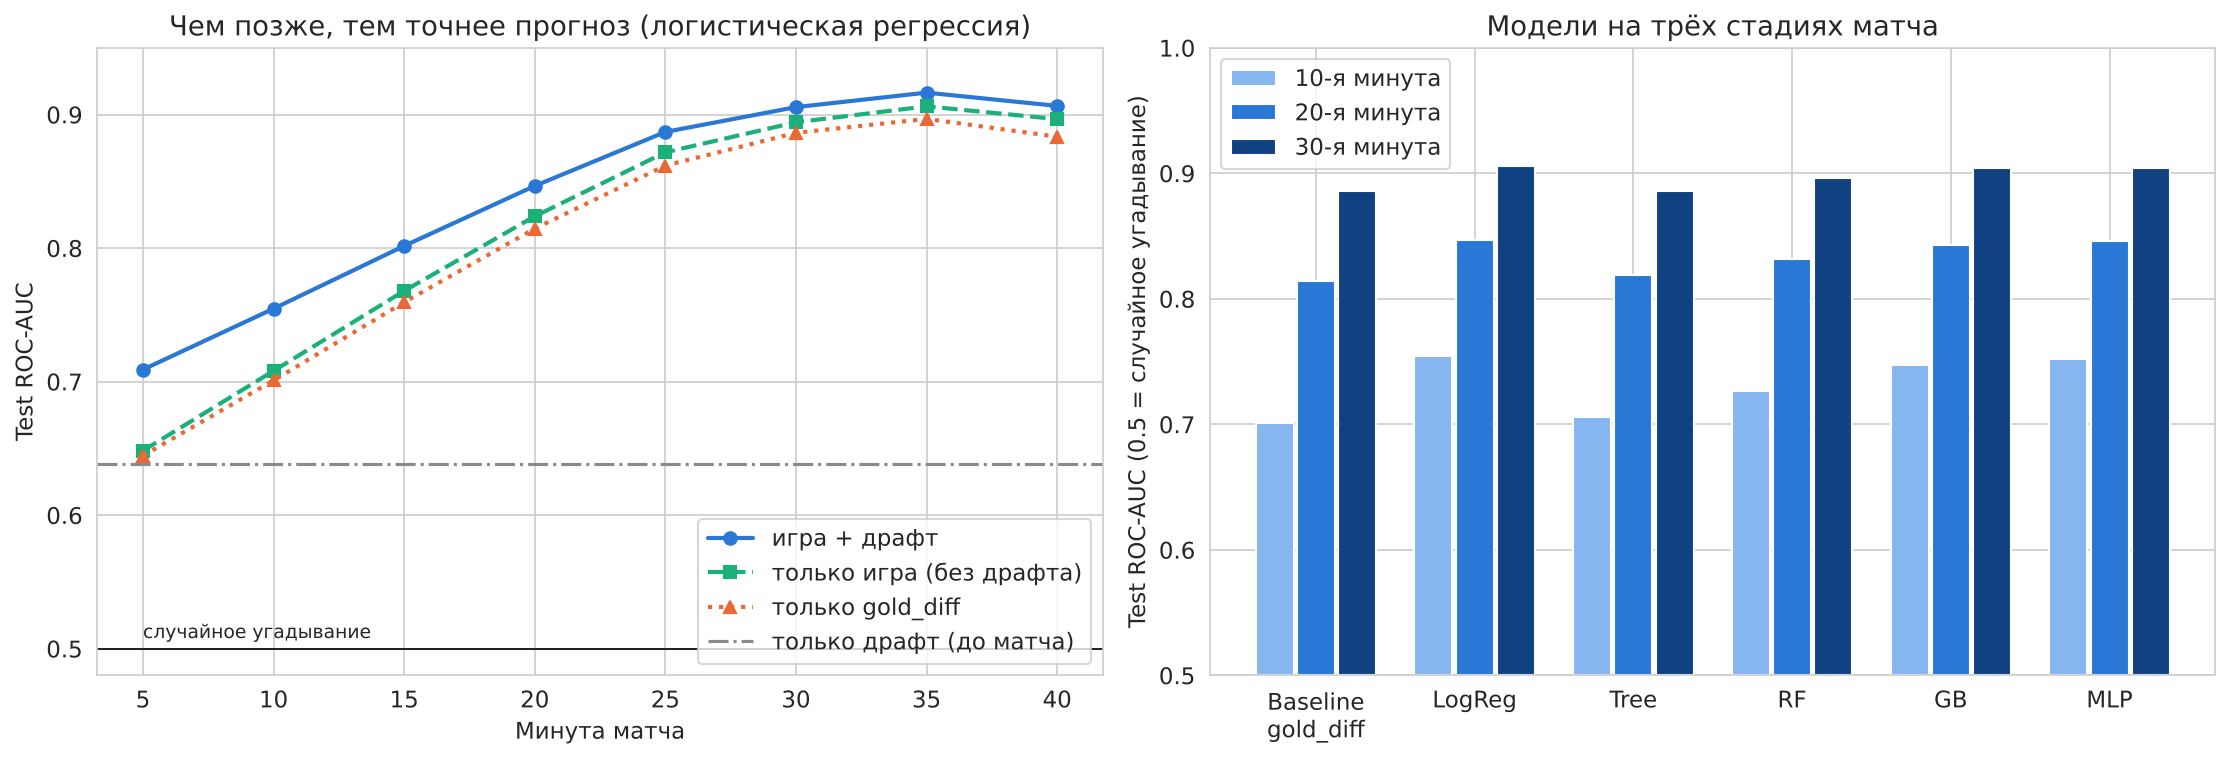 Чем позже, тем точнее прогноз (логистическая регрессия)
Test ROC-AUC
0.9
0.8
0.7
0.6
0.5
случайное угадывание
игра + драфт
только игра (без драфта)
только gold_diff
только драфт (до матча)
5 10 15 20 25 30 35 40
Минута матча
Модели на трёх стадиях матча
Test ROC-AUC (0.5 = случайное угадывание)
1.0
0.9
0.8
0.7
0.6
0.5
10-я минута
20-я минута
30-я минута
Baseline LogReg Tree RF GB MLP
gold_diff